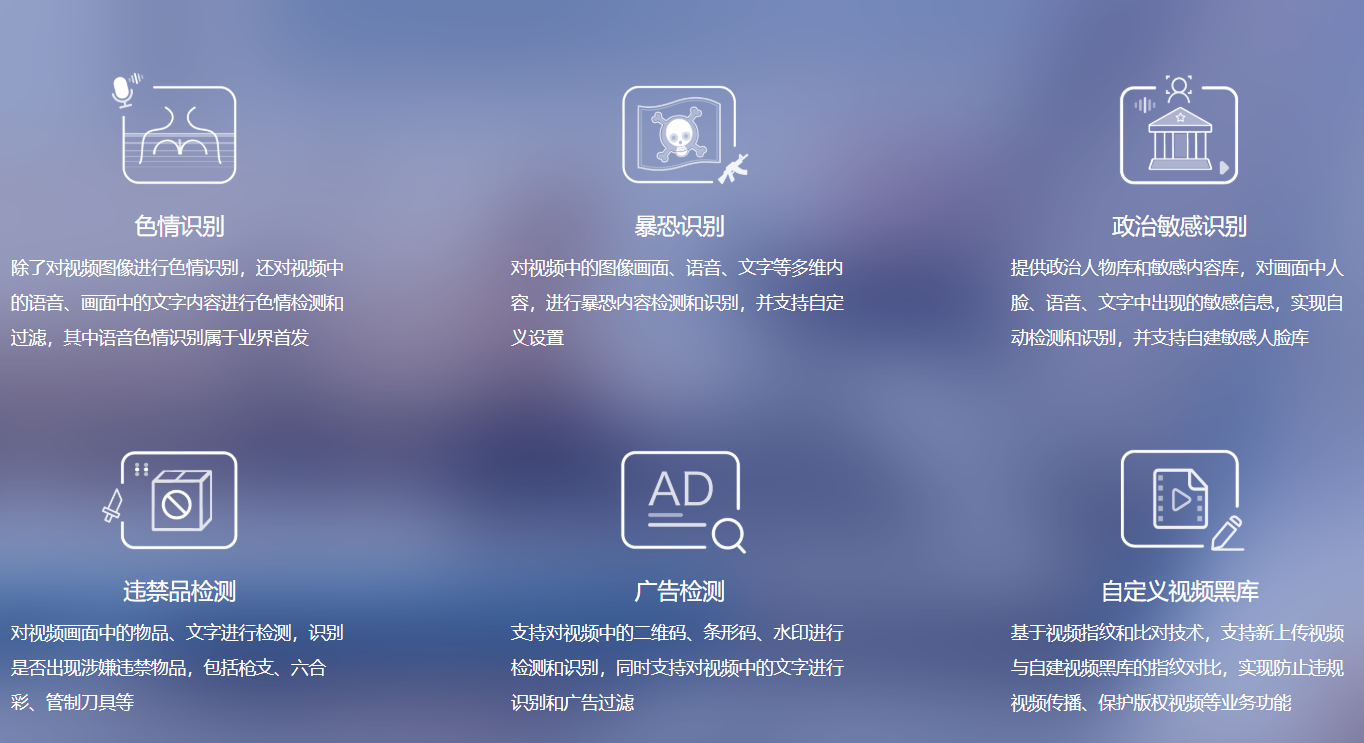 色情识别
除了对视频图像进行色情识别，还对视频中
的语音、画面中的文字内容进行色情检测和
过滤，其中语音色情识别属于业界首发
暴恐识别
对视频中的图像画面、语音、文字等多维内
容，进行暴恐内容检测和识别，并支持自定
义设置
政治敏感识别
提供政治人物库和敏感内容库，对画面中人
脸、语音、文字中出现的敏感信息，实现自
动检测和识别，并支持自建敏感人脸库
违禁品检测
对视频画面中的物品、文字进行检测，识别
是否出现涉嫌违禁物品，包括枪支、六合
彩、管制刀具等
AD
广告检测
支持对视频中的二维码、条形码、水印进行
检测和识别，同时支持对视频中的文字进行
识别和广告过滤
自定义视频黑库
基于视频指纹和比对技术，支持新上传视频
与自建视频黑库的指纹对比，实现防止违规
视频传播、保护版权视频等业务功能